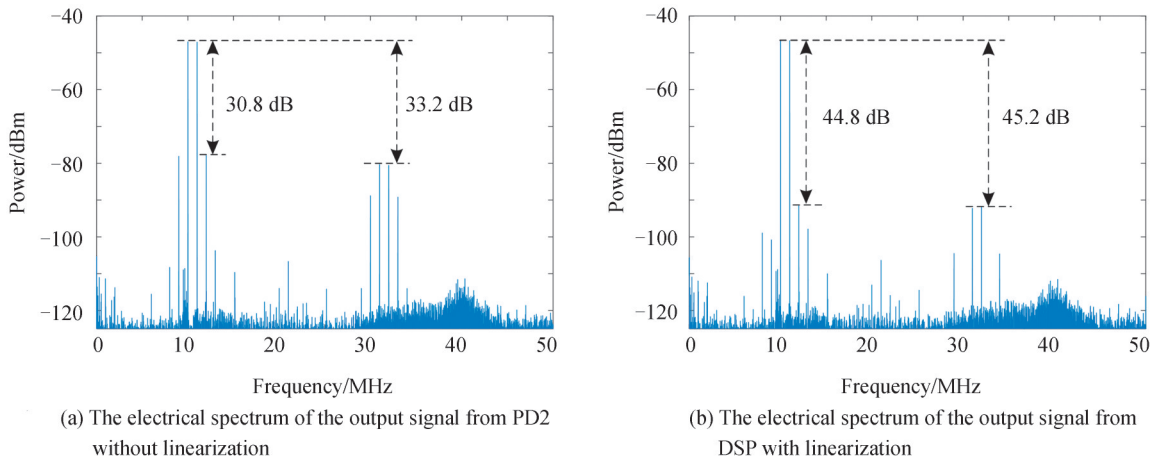 −40
−60
−80
−100
−120
Power/dBm
30.8 dB
33.2 dB
0
10
20
30
40
50
Frequency/MHz
(a) The electrical spectrum of the output signal from PD2
without linearization
−40
−60
−80
−100
−120
Power/dBm
44.8 dB
45.2 dB
0
10
20
30
40
50
Frequency/MHz
(b) The electrical spectrum of the output signal from
DSP with linearization